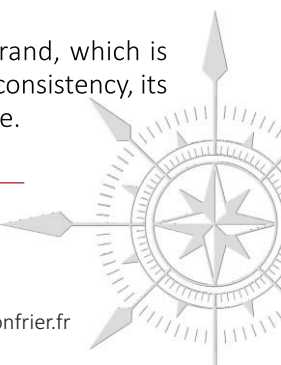 rand, which is
consistency, its
e.
onfrier.fr